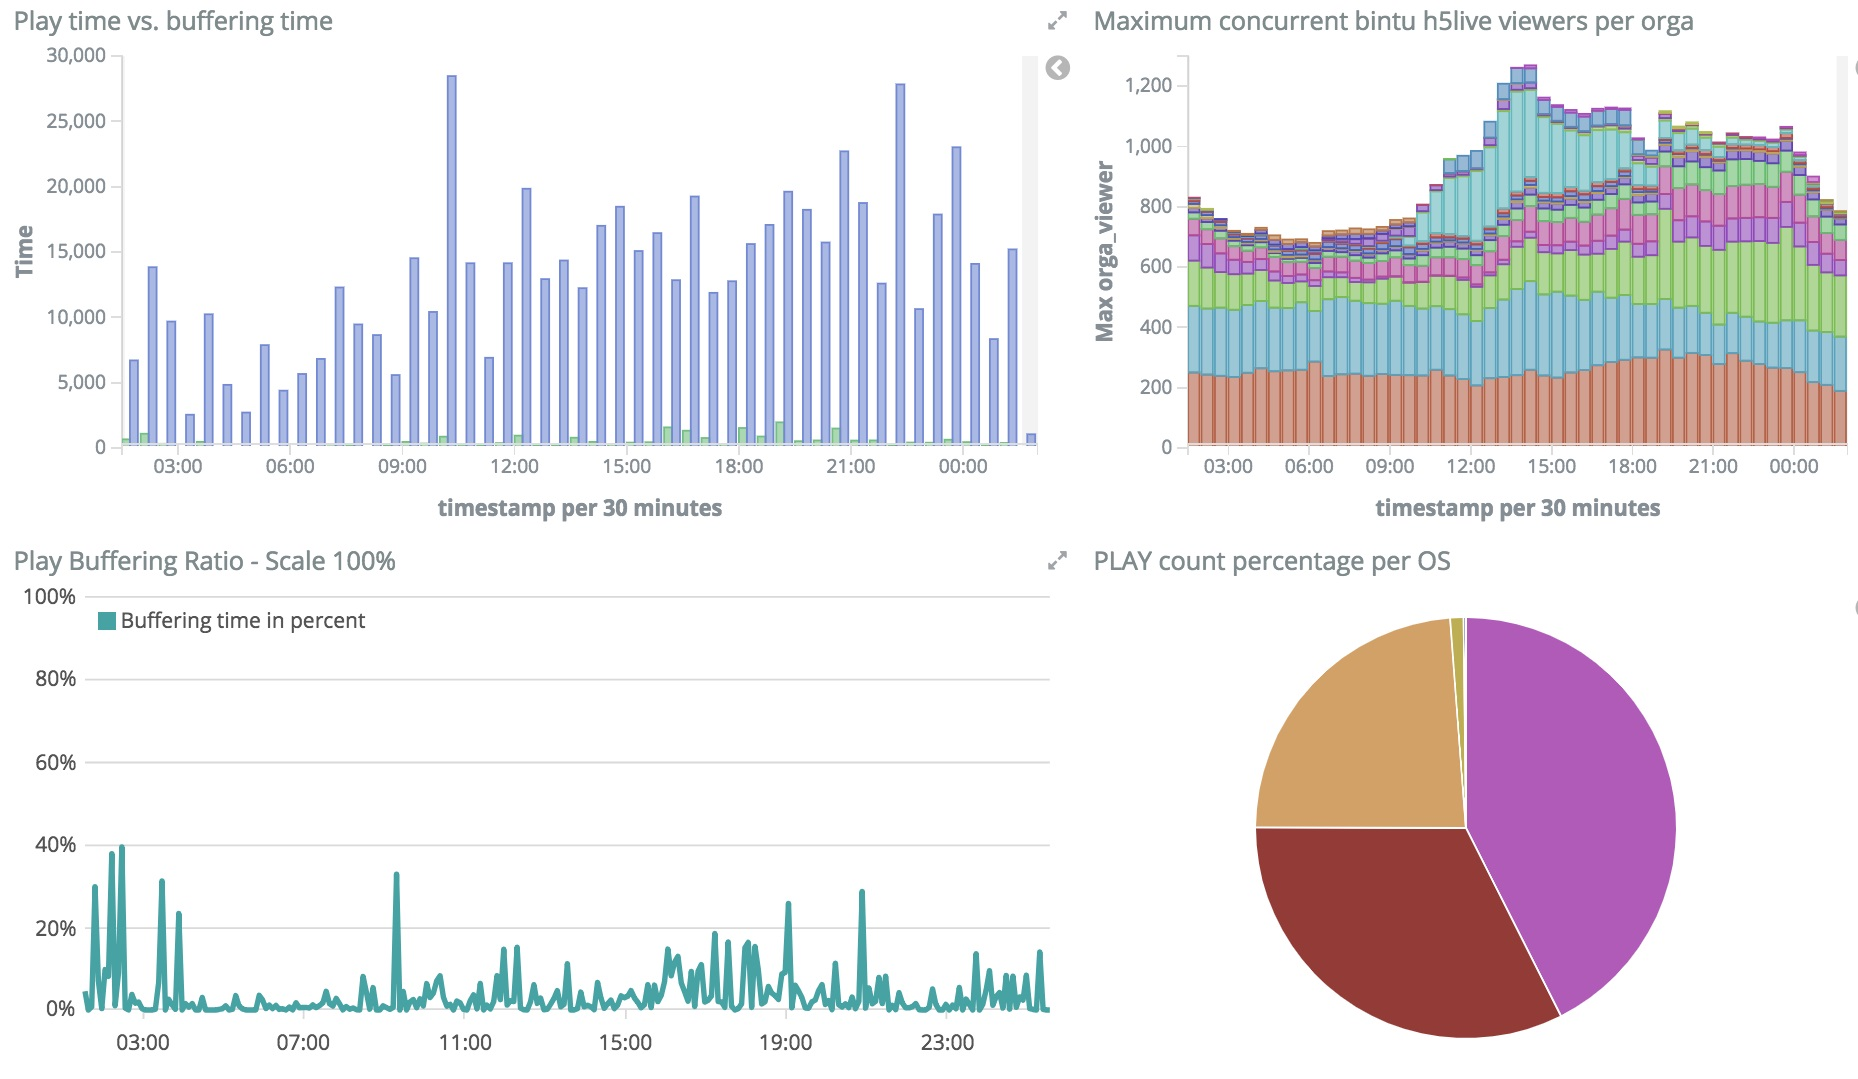 Play time vs. buffering time
30,000
25,000
20,000
15,000
10,000
5,000
0
Time
03:00 06:00 09:00 12:00 15:00 18:00 21:00 00:00
timestamp per 30 minutes
Maximum concurrent bintu h5live viewers per orga
1,200
1,000
800
600
400
200
0
Max orga_viewer
03:00 06:00 09:00 12:00 15:00 18:00 21:00 00:00
timestamp per 30 minutes
Play Buffering Ratio - Scale 100%
100%
Buffering time in percent
80%
60%
40%
20%
0%
03:00 07:00 11:00 15:00 19:00 23:00
PLAY count percentage per OS